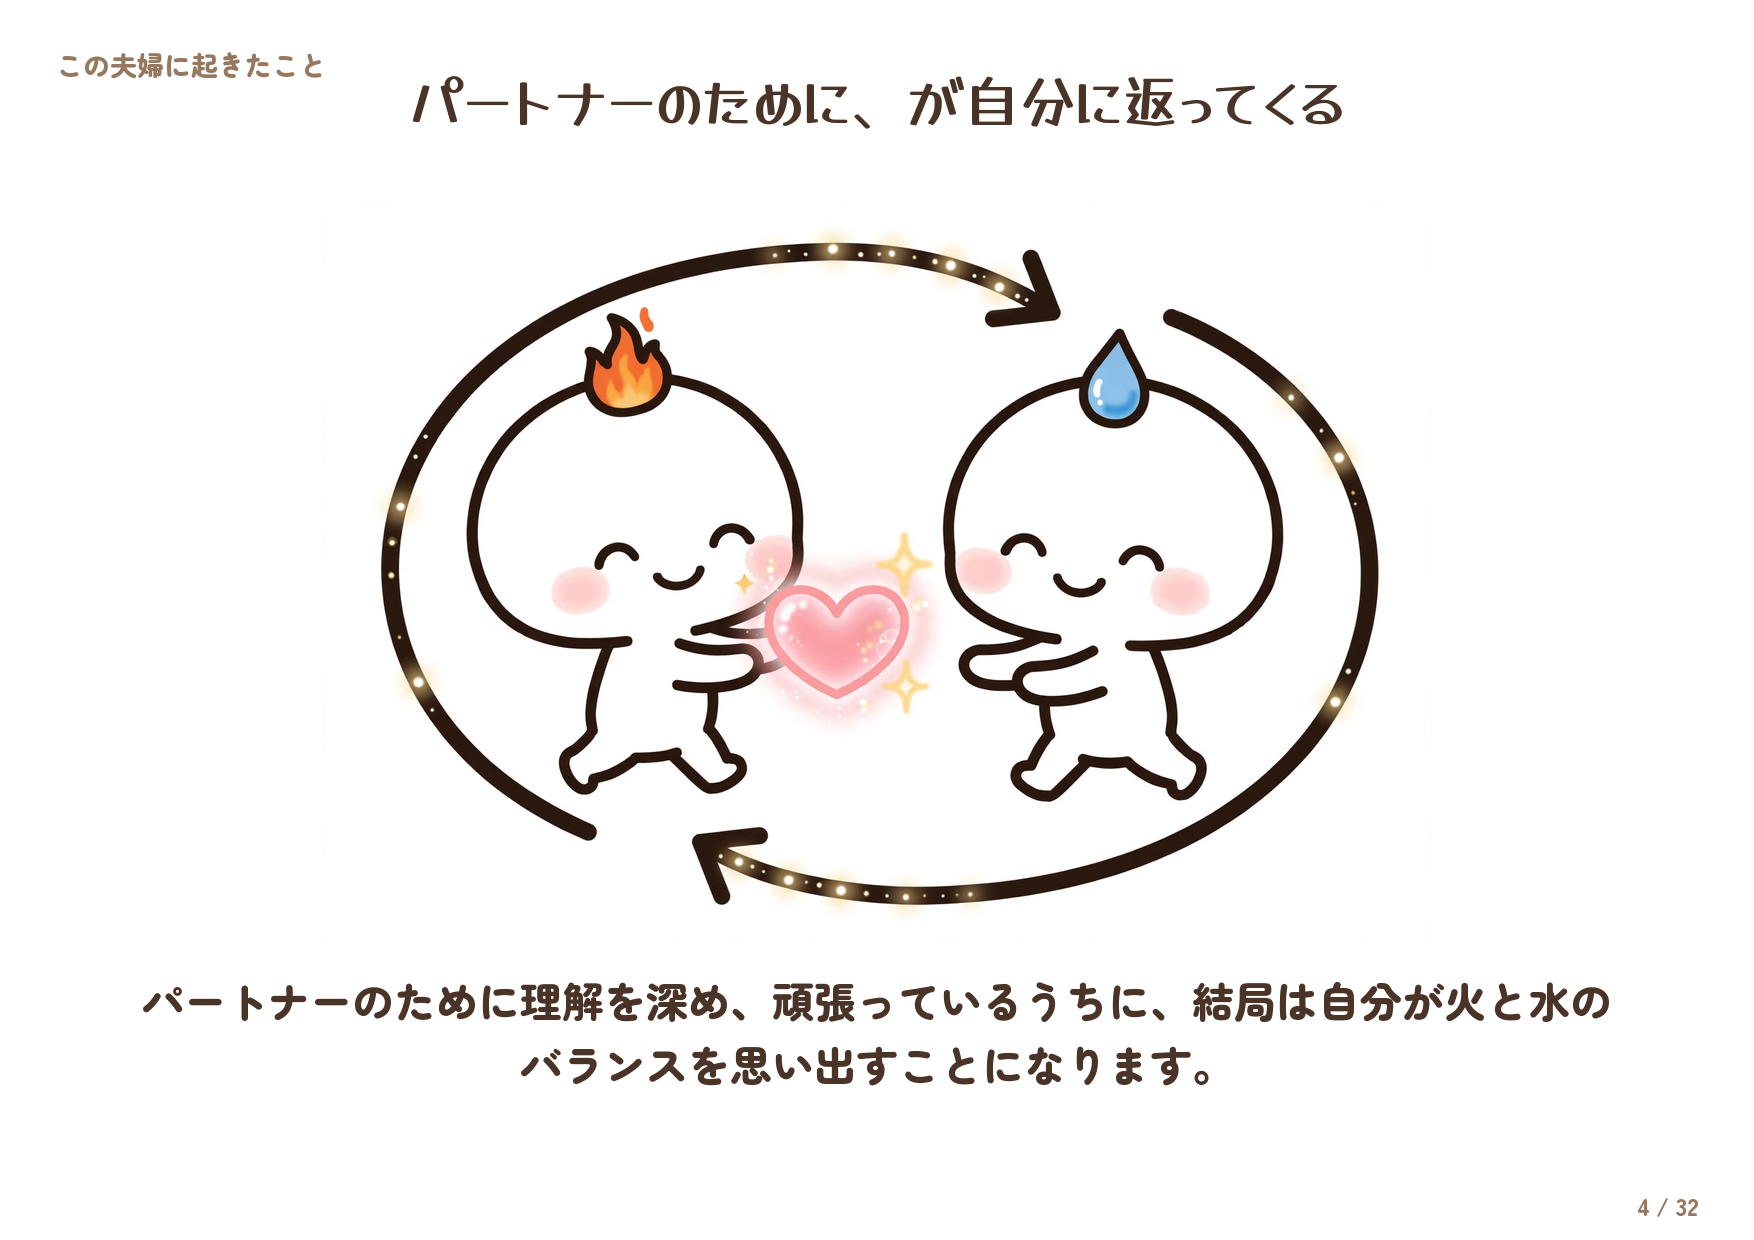 この夫婦に起きたこと
パートナーのために、が自分に返ってくる
パートナーのために理解を深め、頑張っているうちに、結局は自分が火と水の
バランスを思い出すことになります。
4 / 32